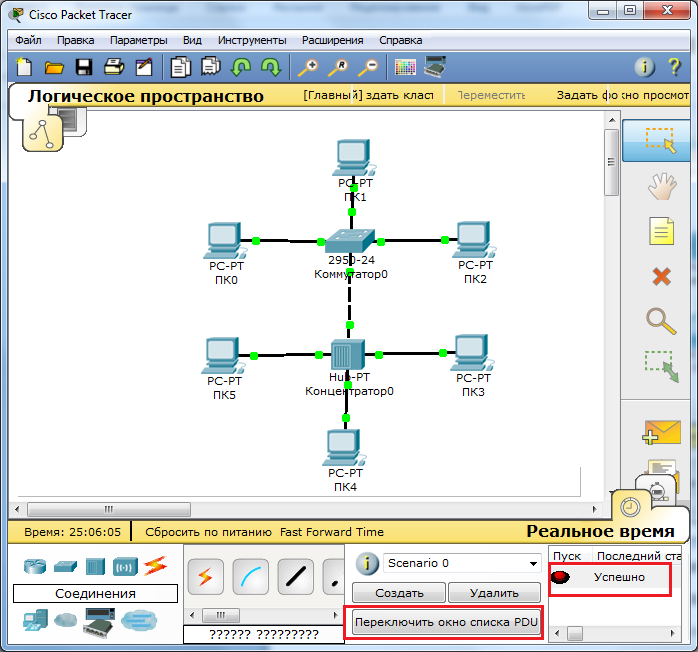 Cisco Packet Tracer
Файл Правка Параметры Вид Инструменты Расширения Справка
Логическое пространство [Главный здать класт Переместить Задать фо кно просмот
PC-PT
ПК1
2950-24
Коммутатор0
PC-PT
ПК0
PC-PT
ПК2
Hub-PT
Концентратор0
PC-PT
ПК5
PC-PT
ПК3
PC-PT
ПК4
Время: 25:06:05 Сбросить по питанию Fast Forward Time Реальное время
Соединения
?????? ?????????
Scenario 0
Создать Удалить
Переключить окно списка PDU
Пуск Последний ста
Успешно